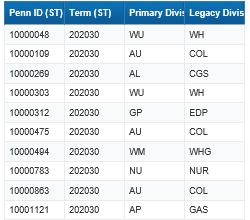 Penn ID (ST) Term (ST) Primary Divis Legacy Divis
10000048 202030 WU WH
10000109 202030 AU COL
10000269 202030 AL CGS
10000303 202030 WU WH
10000312 202030 GP EDP
10000475 202030 AU COL
10000494 202030 WM WHG
10000783 202030 NU NUR
10000863 202030 AU COL
10001121 202030 AP GAS